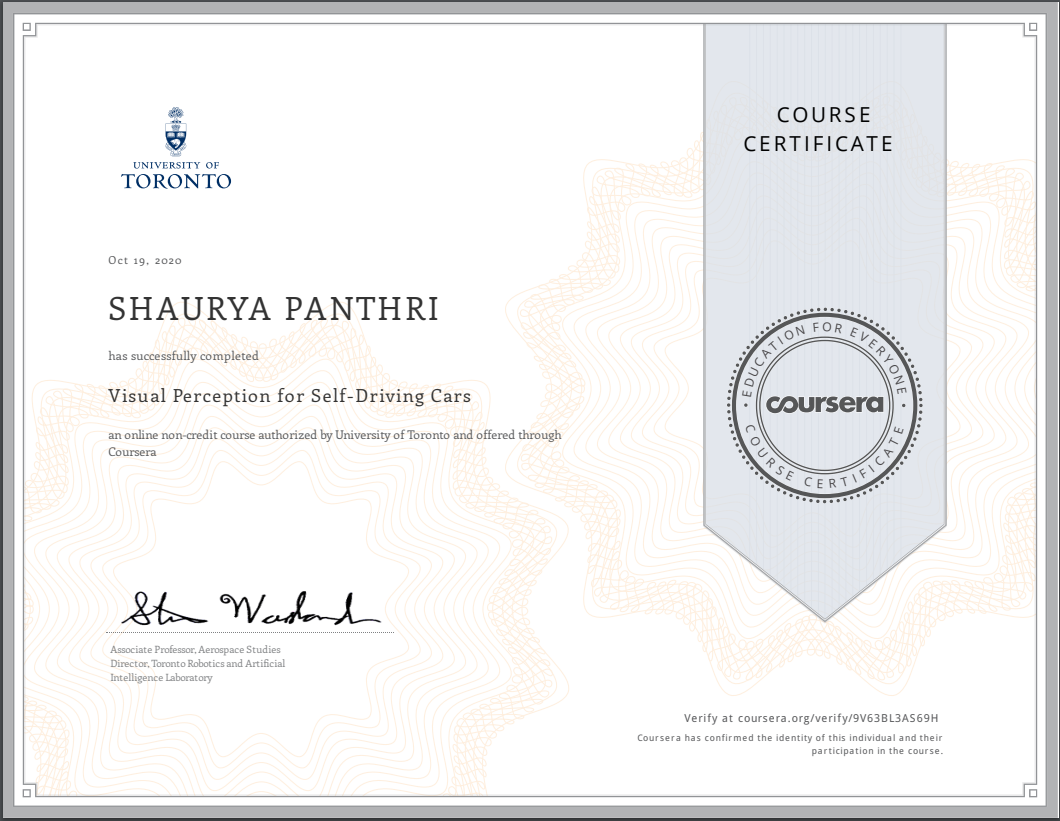 COURSE
CERTIFICATE
UNIVERSITY OF
TORONTO
Oct 19, 2020
SHAURYA PANTHRI
has successfully completed
Visual Perception for Self-Driving Cars
an online non-credit course authorized by University of Toronto and offered through
Coursera
EDUCATION FOR EVERYONE
coursera
COURSE CERTIFICATE
Associate Professor, Aerospace Studies
Director, Toronto Robotics and Artificial
Intelligence Laboratory
Verify at coursera.org/verify/9V63BL3AS69H
Coursera has confirmed the identity of this individual and their
participation in the course.